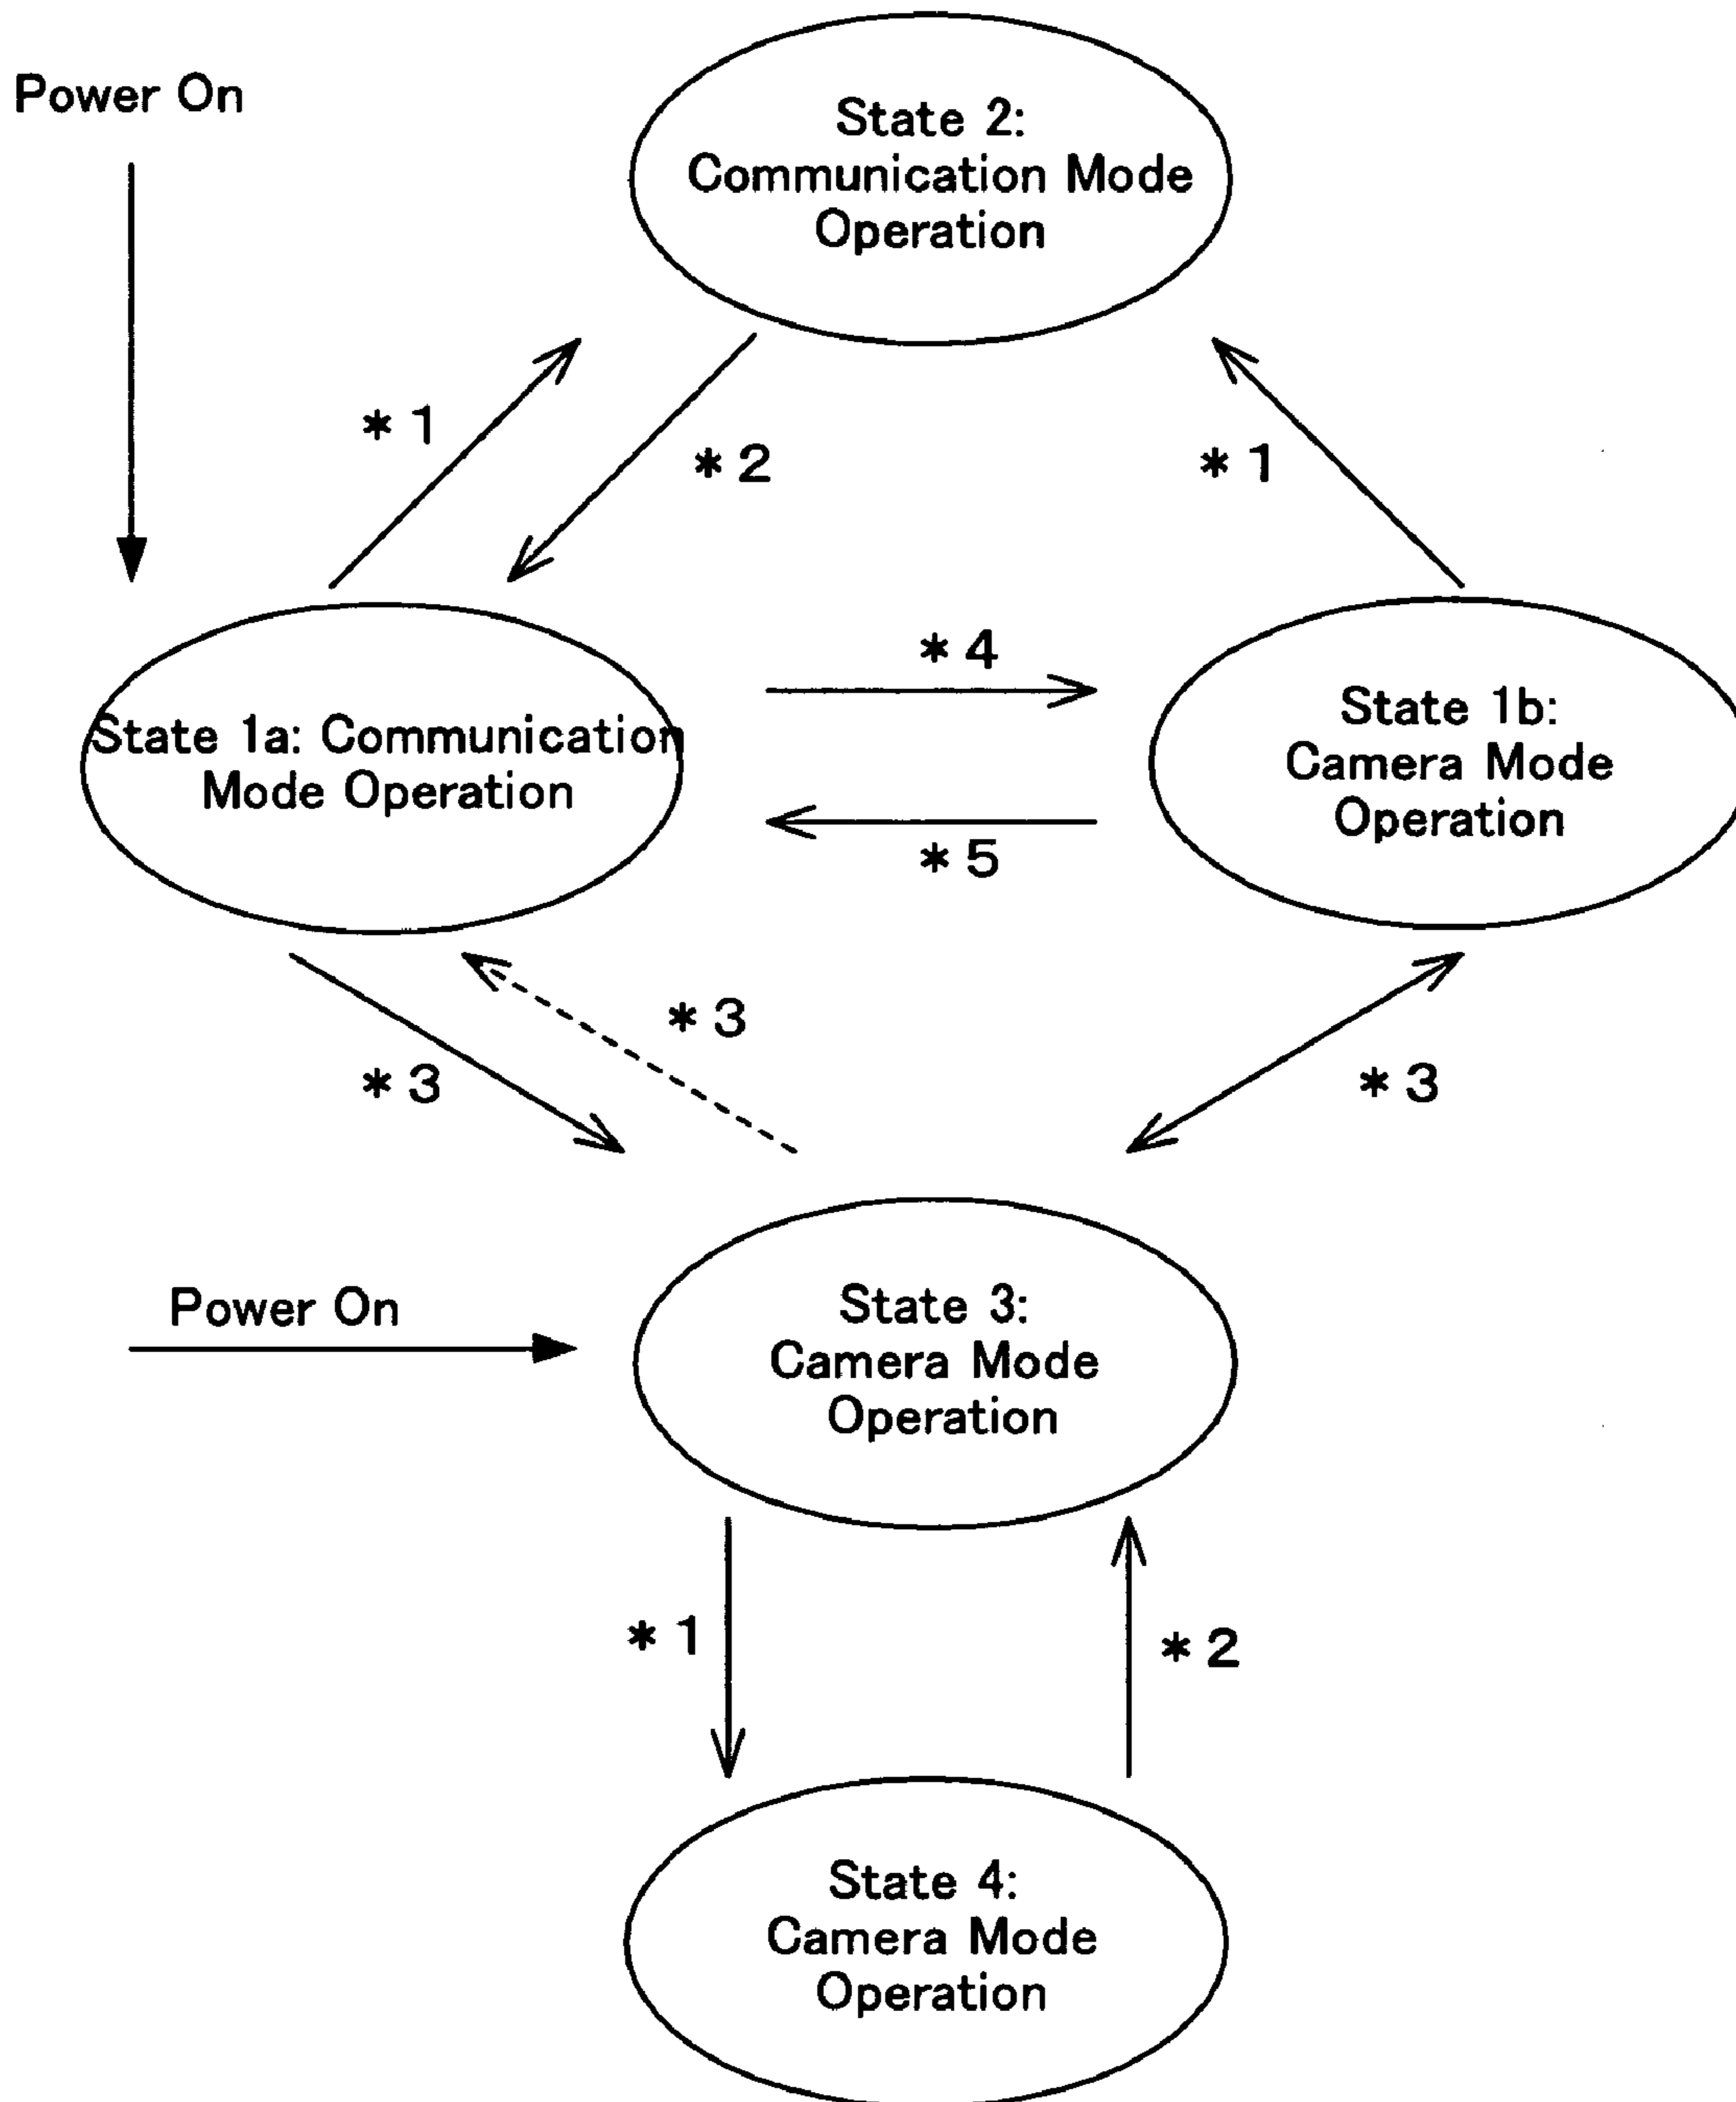 Power On
State 2:
Communication Mode
Operation
*1
*2
*1
*4
State 1a: Communication
Mode Operation
State 1b:
Camera Mode
Operation
*5
*3
*3
*3
Power On
State 3:
Camera Mode
Operation
*1
*2
State 4:
Camera Mode
Operation